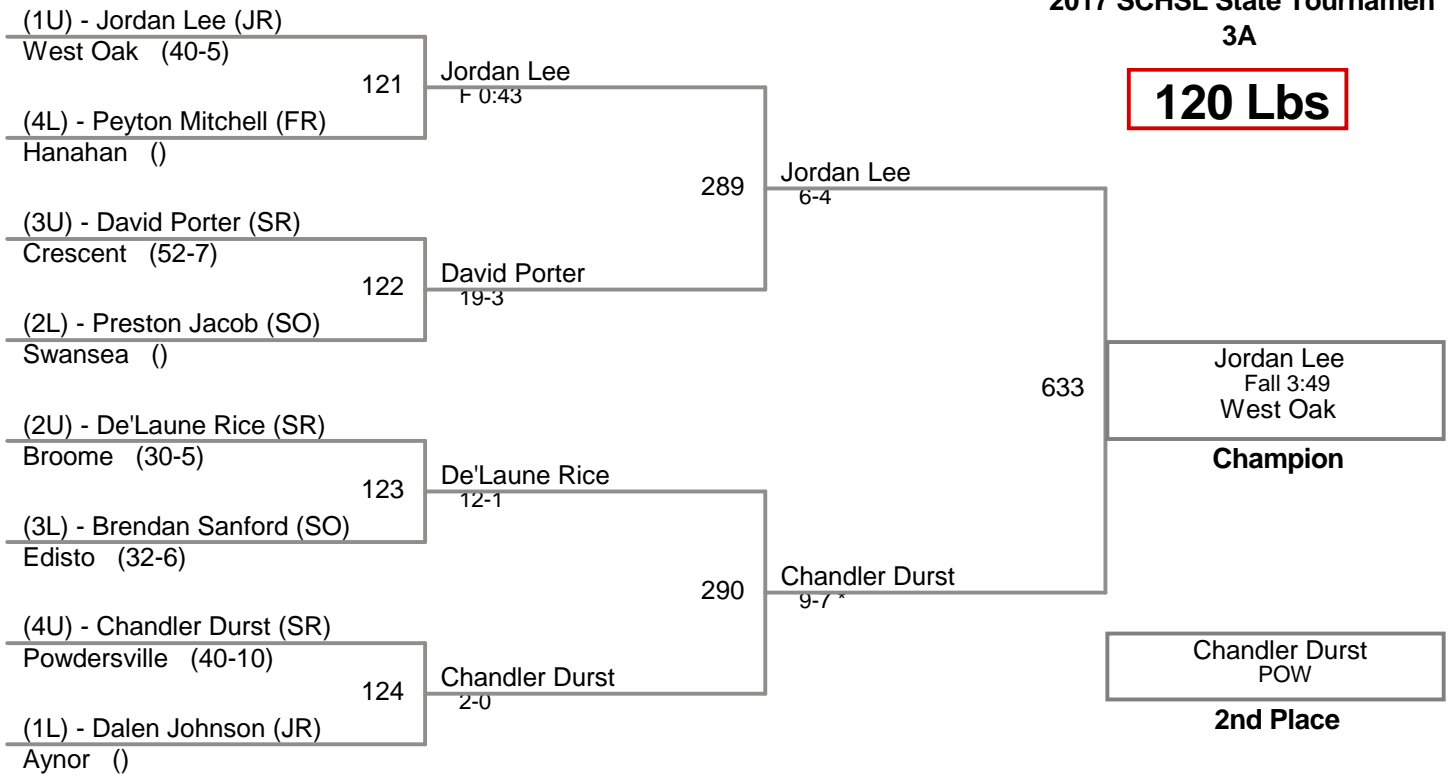 2017 SCHSL State Tournamen
3A
120 Lbs
(1U) - Jordan Lee (JR)
West Oak (40-5)
121
(4L) - Peyton Mitchell (FR)
Hanahan ()
(3U) - David Porter (SR)
Crescent (52-7)
122
(2L) - Preston Jacob (SO)
Swansea ()
(2U) - De'Laune Rice (SR)
Broome (30-5)
123
(3L) - Brendan Sanford (SO)
Edisto (32-6)
(4U) - Chandler Durst (SR)
Powdersville (40-10)
124
(1L) - Dalen Johnson (JR)
Aynor ()
Jordan Lee
F 0:43
289
David Porter
19-3
De'Laune Rice
12-1
290
Chandler Durst
2-0
Jordan Lee
6-4
633
Chandler Durst
9-7 *
Jordan Lee
Fall 3:49
West Oak
Champion
Chandler Durst
POW
2nd Place